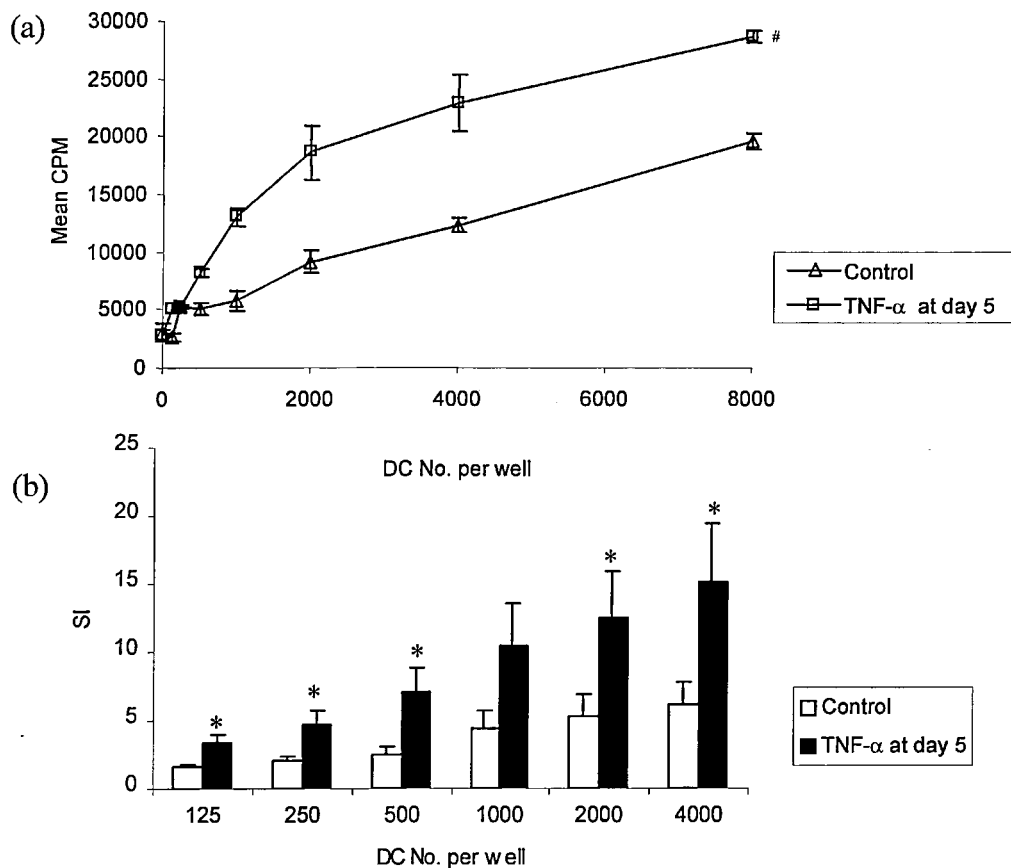 (a)
Mean CPM
30000
25000
20000
15000
10000
5000
0
#
0 2000 4000 6000 8000
DC No. per well
Control
TNF-α at day 5
(b)
SI
25
20
15
10
5
0
* * * * *
125 250 500 1000 2000 4000
DC No. per well
Control
TNF-α at day 5